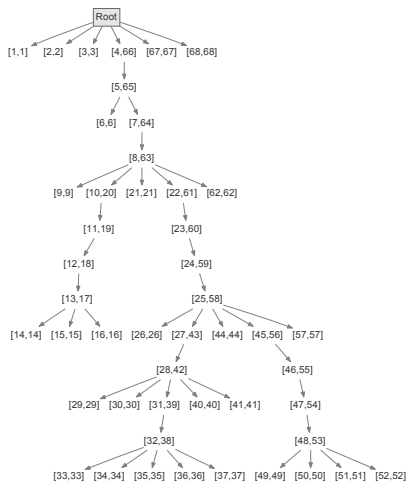 Root
[1,1] [2,2] [3,3] [4,66] [67,67] [68,68]
[5,65]
[6,6] [7,64]
[8,63]
[9,9] [10,20] [21,21] [22,61] [62,62]
[11,19] [23,60]
[12,18] [24,59]
[13,17] [25,58]
[14,14] [15,15] [16,16] [26,26] [27,43] [44,44] [45,56] [57,57]
[28,42] [46,55]
[29,29] [30,30] [31,39] [40,40] [41,41] [47,54]
[32,38] [48,53]
[33,33] [34,34] [35,35] [36,36] [37,37] [49,49] [50,50] [51,51] [52,52]